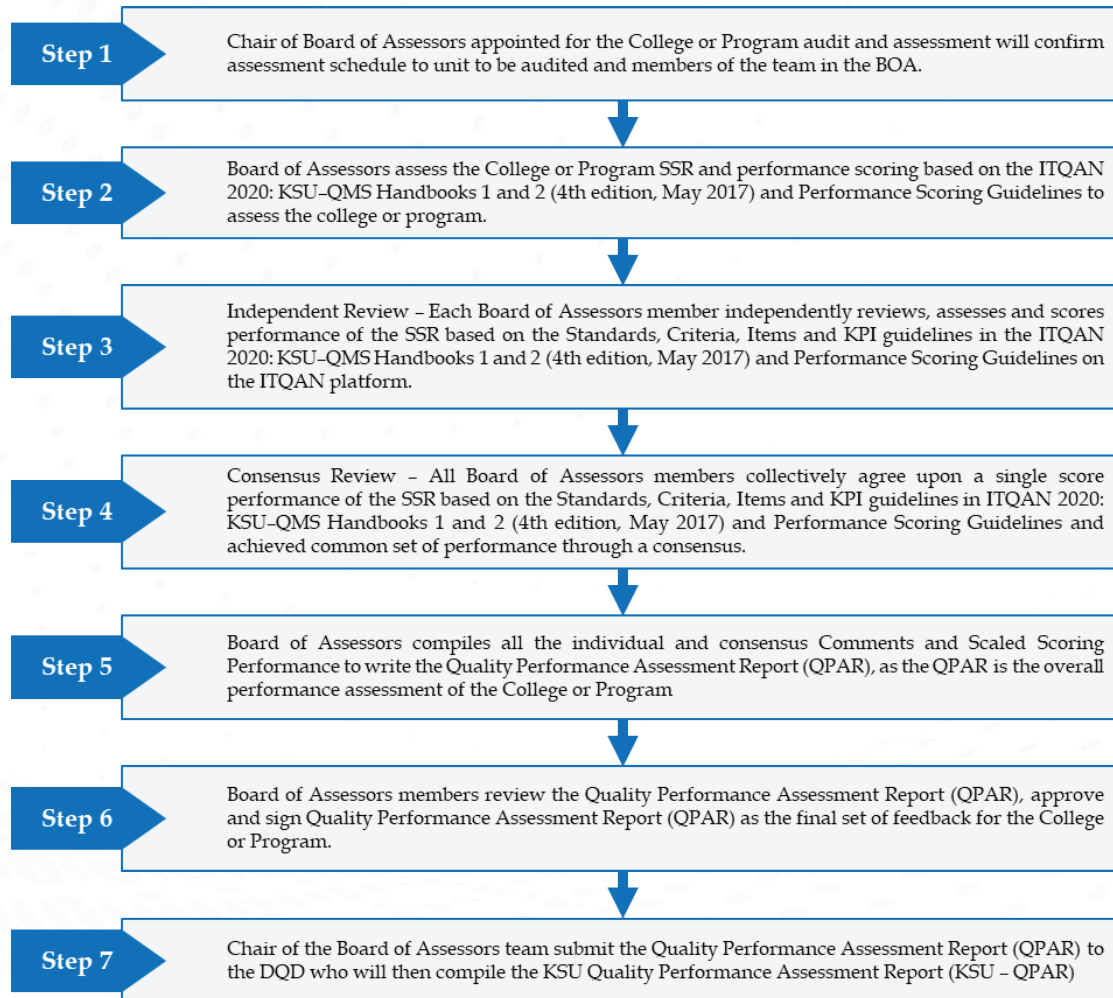 Step 1
Chair of Board of Assessors appointed for the College or Program audit and assessment will confirm
assessment schedule to unit to be audited and members of the team in the BOA.
Step 2
Board of Assessors assess the College or Program SSR and performance scoring based on the ITQAN
2020: KSU–QMS Handbooks 1 and 2 (4th edition, May 2017) and Performance Scoring Guidelines to
assess the college or program.
Step 3
Independent Review – Each Board of Assessors member independently reviews, assesses and scores
performance of the SSR based on the Standards, Criteria, Items and KPI guidelines in the ITQAN
2020: KSU–QMS Handbooks 1 and 2 (4th edition, May 2017) and Performance Scoring Guidelines on
the ITQAN platform.
Step 4
Consensus Review – All Board of Assessors members collectively agree upon a single score
performance of the SSR based on the Standards, Criteria, Items and KPI guidelines in ITQAN 2020:
KSU–QMS Handbooks 1 and 2 (4th edition, May 2017) and Performance Scoring Guidelines and
achieved common set of performance through a consensus.
Step 5
Board of Assessors compiles all the individual and consensus Comments and Scaled Scoring
Performance to write the Quality Performance Assessment Report (QPAR), as the QPAR is the overall
performance assessment of the College or Program
Step 6
Board of Assessors members review the Quality Performance Assessment Report (QPAR), approve
and sign Quality Performance Assessment Report (QPAR) as the final set of feedback for the College
or Program.
Step 7
Chair of the Board of Assessors team submit the Quality Performance Assessment Report (QPAR) to
the DQD who will then compile the KSU Quality Performance Assessment Report (KSU – QPAR)